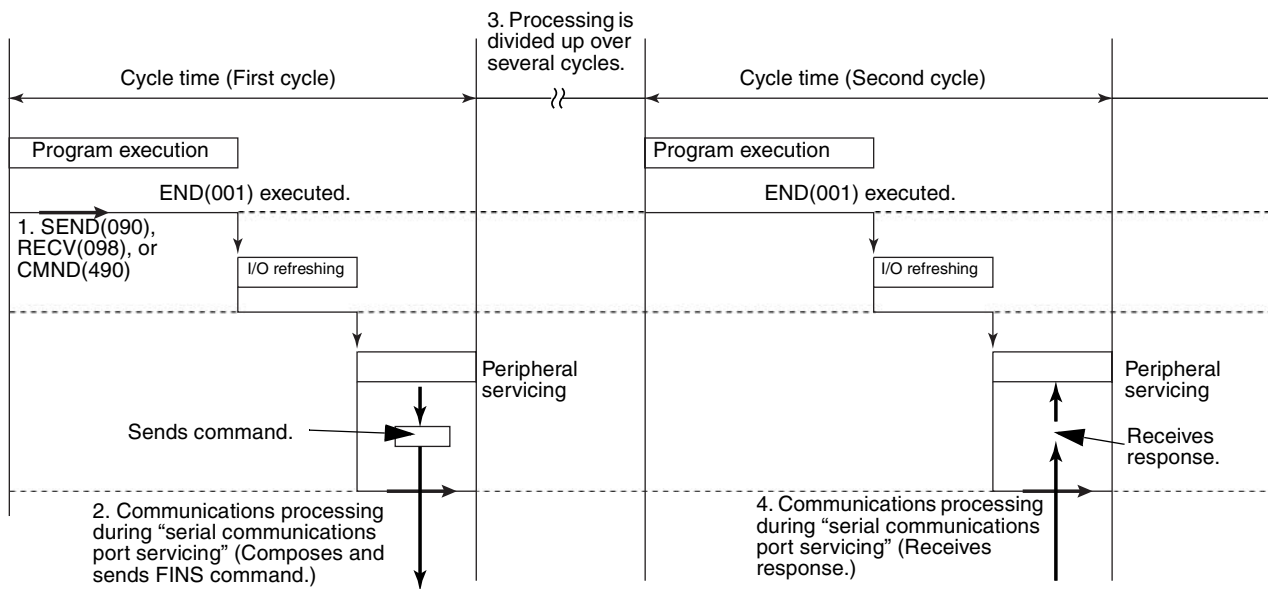 3. Processing is
divided up over
several cycles.
Cycle time (First cycle)
Cycle time (Second cycle)
Program execution
Program execution
END(001) executed.
END(001) executed.
1. SEND(090),
RECV(098), or
CMND(490)
I/O refreshing
I/O refreshing
Peripheral
servicing
Peripheral
servicing
Sends command.
Receives
response.
2. Communications processing
during “serial communications
port servicing” (Composes and
sends FINS command.)
4. Communications processing
during “serial communications
port servicing” (Receives
response.)